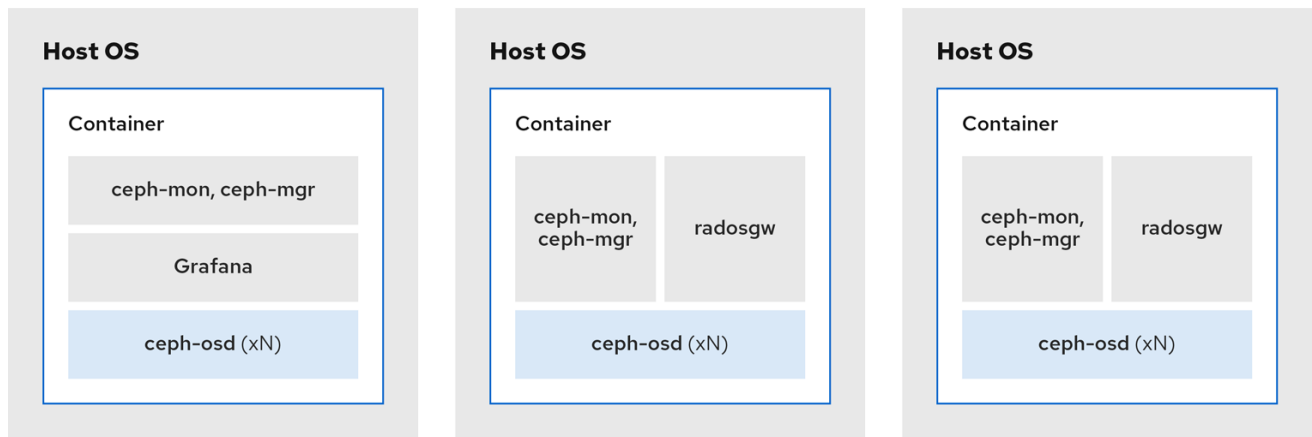 Host OS
Container
ceph-mon, ceph-mgr
Grafana
ceph-osd (xN)
Host OS
Container
ceph-mon,
ceph-mgr
radosgw
ceph-osd (xN)
Host OS
Container
ceph-mon,
ceph-mgr
radosgw
ceph-osd (xN)